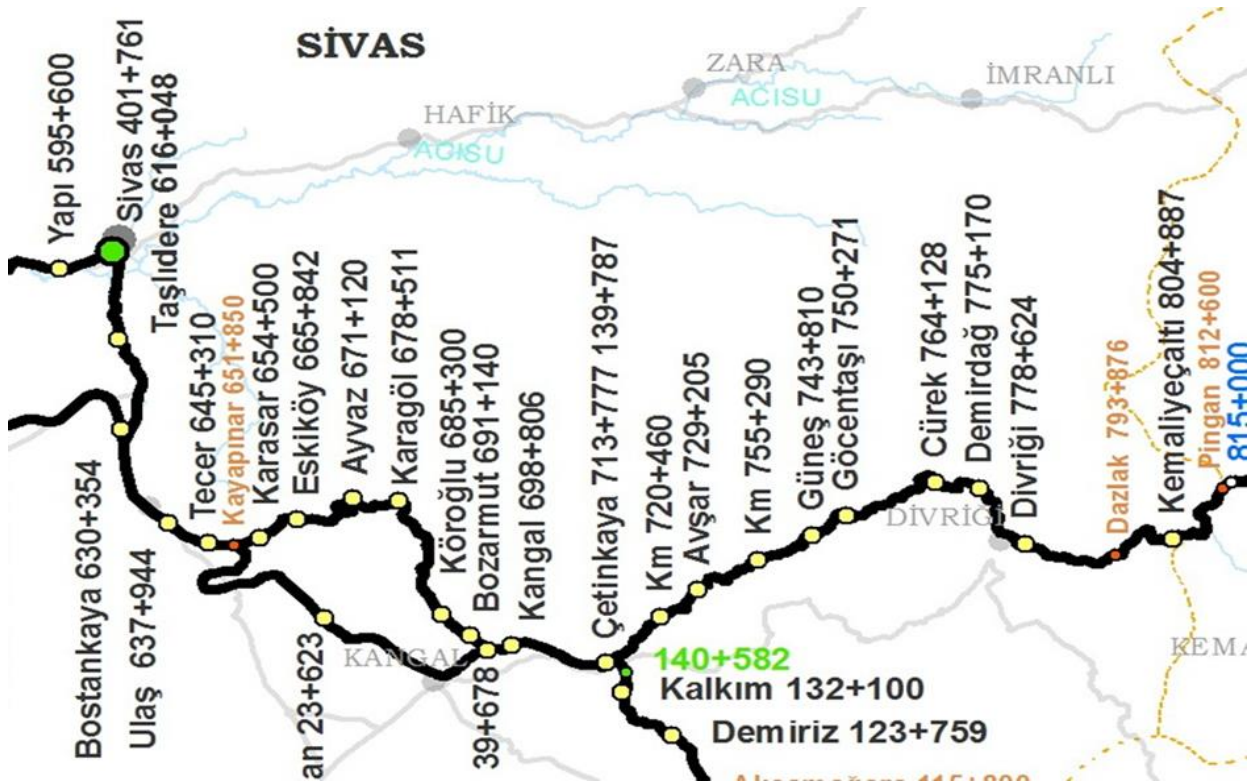 SİVAS
ZARA
İMRANLI
ACISU
HAFİK
ACISU
Yapı 595+600
Sivas 401+761
Taşlıdere 616+048
Bostankaya 630+354
Ulaş 637+944
Tecer 645+310
Kayapınar 651+850
Karasar 654+500
Eskiköy 665+842
Ayvaz 671+120
Karagöl 678+511
Köroğlu 685+300
Bozarmut 691+140
Kangal 698+806
Çetinkaya 713+777 139+787
Km 720+460
Avşar 729+205
Km 755+290
Güneş 743+810
Göcentaşı 750+271
Cürek 764+128
Demirdağ 775+170
Divriği 778+624
Dazlak 793+876
Kemaliyeçaltı 804+887
Pingan 812+600
815+000
DİVRİĞİ
KANGAL
KEMA
an 23+623
39+678
140+582
Kalkım 132+100
Demiriz 123+759